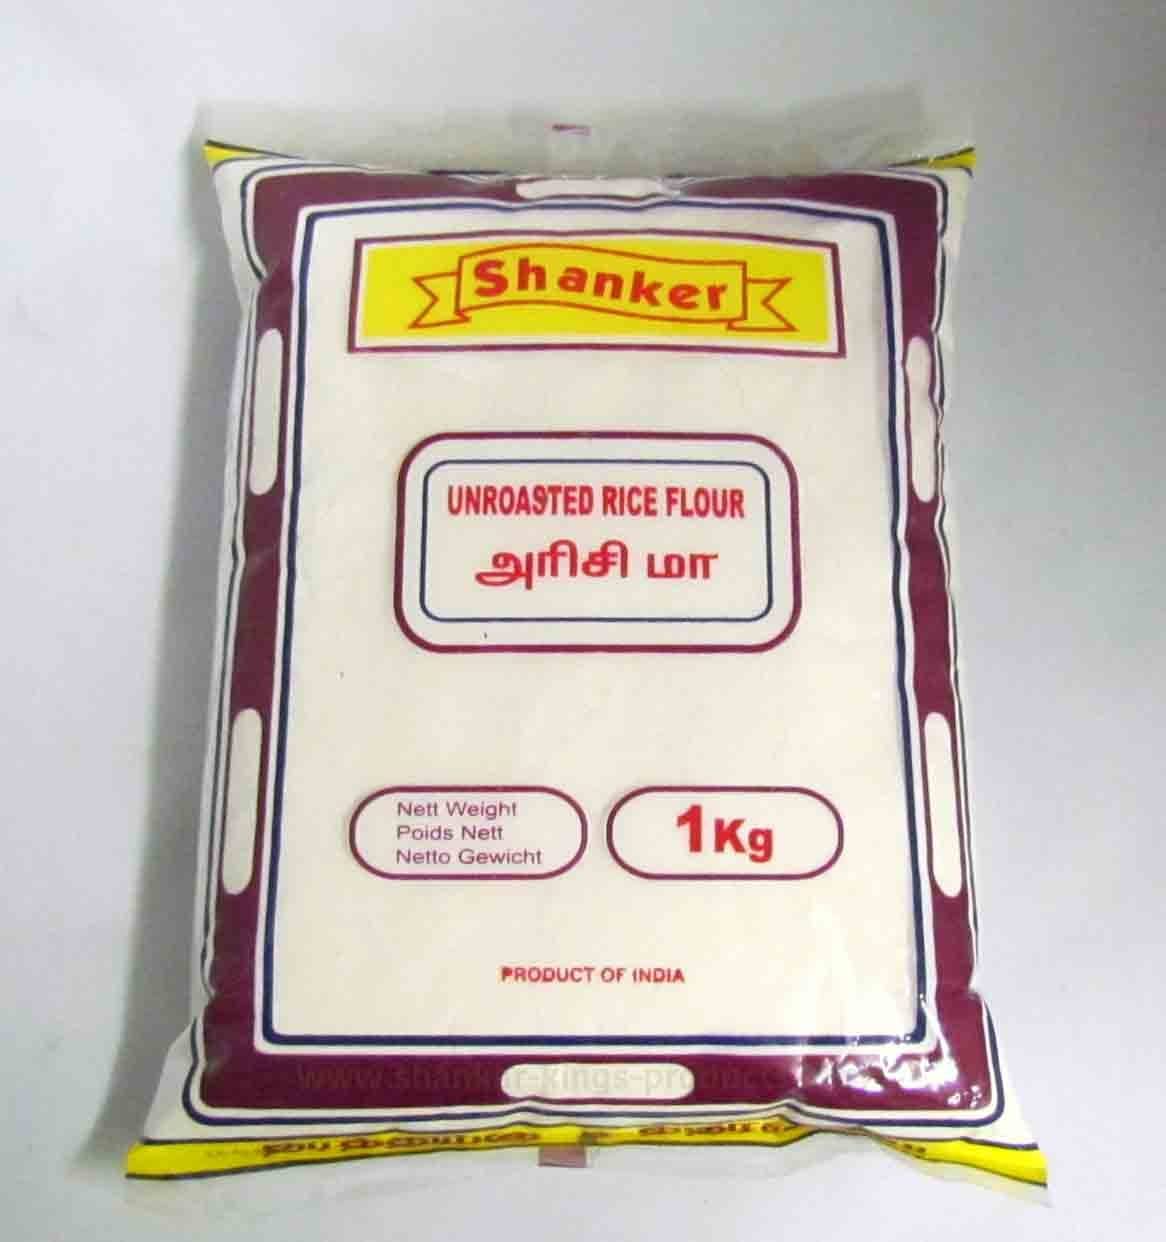 Shanker
UNROASTED RICE FLOUR
அரிசி மா
Nett Weight
Poids Nett
Netto Gewicht
1Kg
PRODUCT OF INDIA